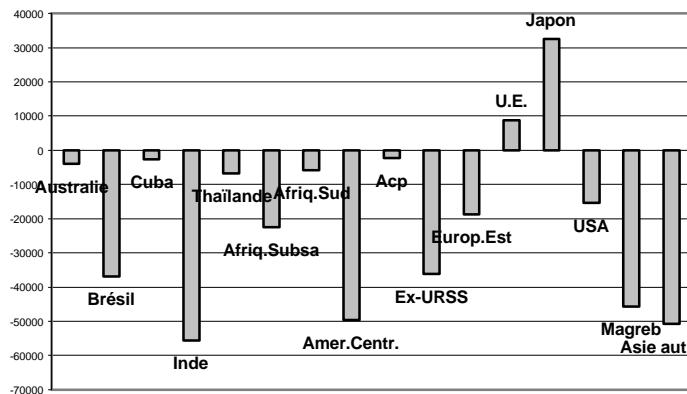 40000
30000
20000
10000
0
-10000
-20000
-30000
-40000
-50000
-60000
-70000
Japon
U.E.
Australie
Cuba
Thaïlande
Afriq.Sud
Acp
USA
Afriq.Subsa
Europ.Est
Brésil
Ex-URSS
Inde
Amer.Centr.
Magreb
Asie aut